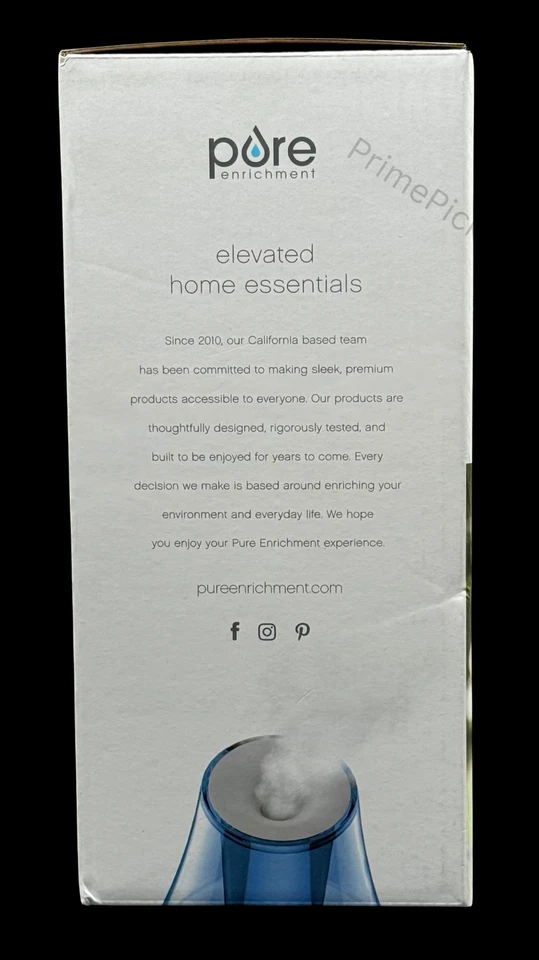 pure
enrichment
elevated
home essentials
Since 2010, our California based team
has been committed to making sleek, premium
products accessible to everyone. Our products are
thoughtfully designed, rigorously tested, and
built to be enjoyed for years to come. Every
decision we make is based around enriching your
environment and everyday life. We hope
you enjoy your Pure Enrichment experience.
pureenrichment.com